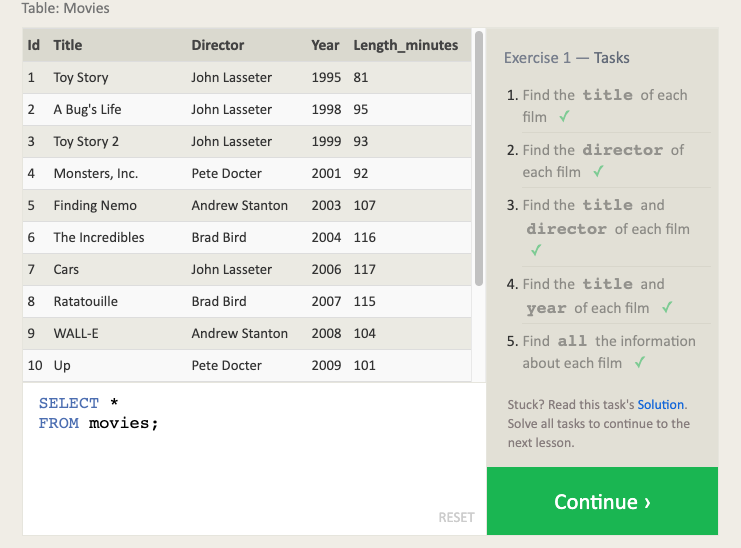 Table: Movies
Id Title Director Year Length_minutes
1 Toy Story John Lasseter 1995 81
2 A Bug's Life John Lasseter 1998 95
3 Toy Story 2 John Lasseter 1999 93
4 Monsters, Inc. Pete Docter 2001 92
5 Finding Nemo Andrew Stanton 2003 107
6 The Incredibles Brad Bird 2004 116
7 Cars John Lasseter 2006 117
8 Ratatouille Brad Bird 2007 115
9 WALL-E Andrew Stanton 2008 104
10 Up Pete Docter 2009 101
SELECT *
FROM movies;
RESET
Exercise 1 — Tasks
1. Find the title of each
film ✓
2. Find the director of
each film ✓
3. Find the title and
director of each film
✓
4. Find the title and
year of each film ✓
5. Find all the information
about each film ✓
Stuck? Read this task's Solution.
Solve all tasks to continue to the
next lesson.
Continue ›